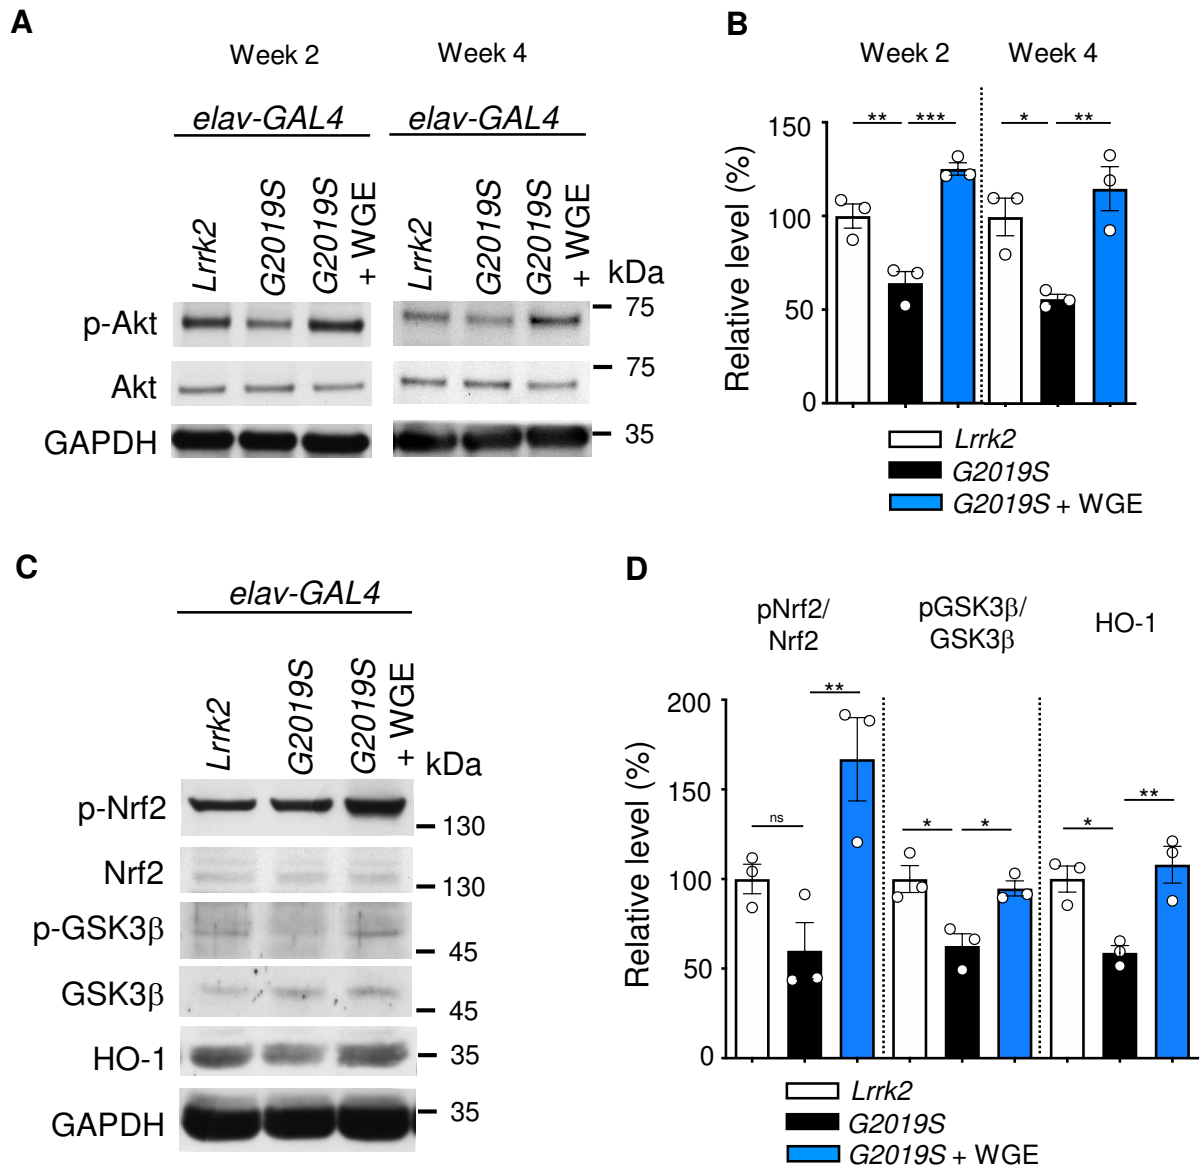 A
Week 2
Week 4
elav-GAL4
elav-GAL4
Lrrk2
G2019S
G2019S
+ WGE
Lrrk2
G2019S
G2019S
+ WGE
kDa
p-Akt
75
Akt
75
GAPDH
35
B
Week 2
Week 4
** *** * **
Relative level (%)
150
100
50
0
Lrrk2
G2019S
G2019S + WGE
C
elav-GAL4
Lrrk2
G2019S
G2019S
+ WGE
kDa
p-Nrf2
130
Nrf2
130
p-GSK3β
45
GSK3β
45
HO-1
35
GAPDH
35
D
pNrf2/
Nrf2
pGSK3β/
GSK3β
HO-1
Relative level (%)
200
150
100
50
0
**
ns
*
*
*
**
Lrrk2
G2019S
G2019S + WGE